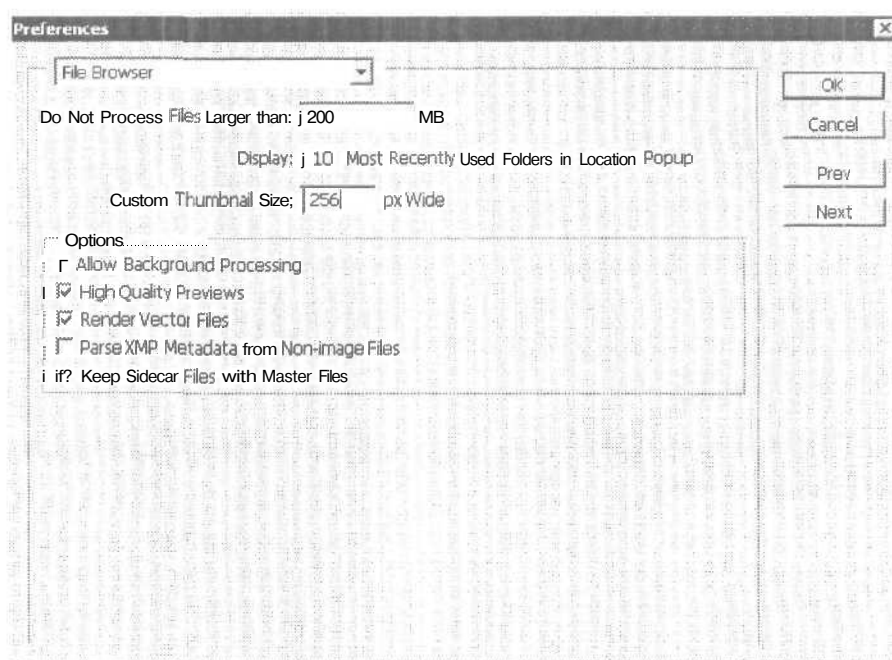 Preferences
File Browser
OK
Do Not Process Files Larger than: j 200 MB
Cancel
Display; j 10 Most Recently Used Folders in Location Popup
Prev
Custom Thumbnail Size; 256 px Wide
Next
Options
Γ Allow Background Processing
High Quality Previews
Render Vector Files
Parse XMP Metadata from Non-image Files
i if? Keep Sidecar Files with Master Files